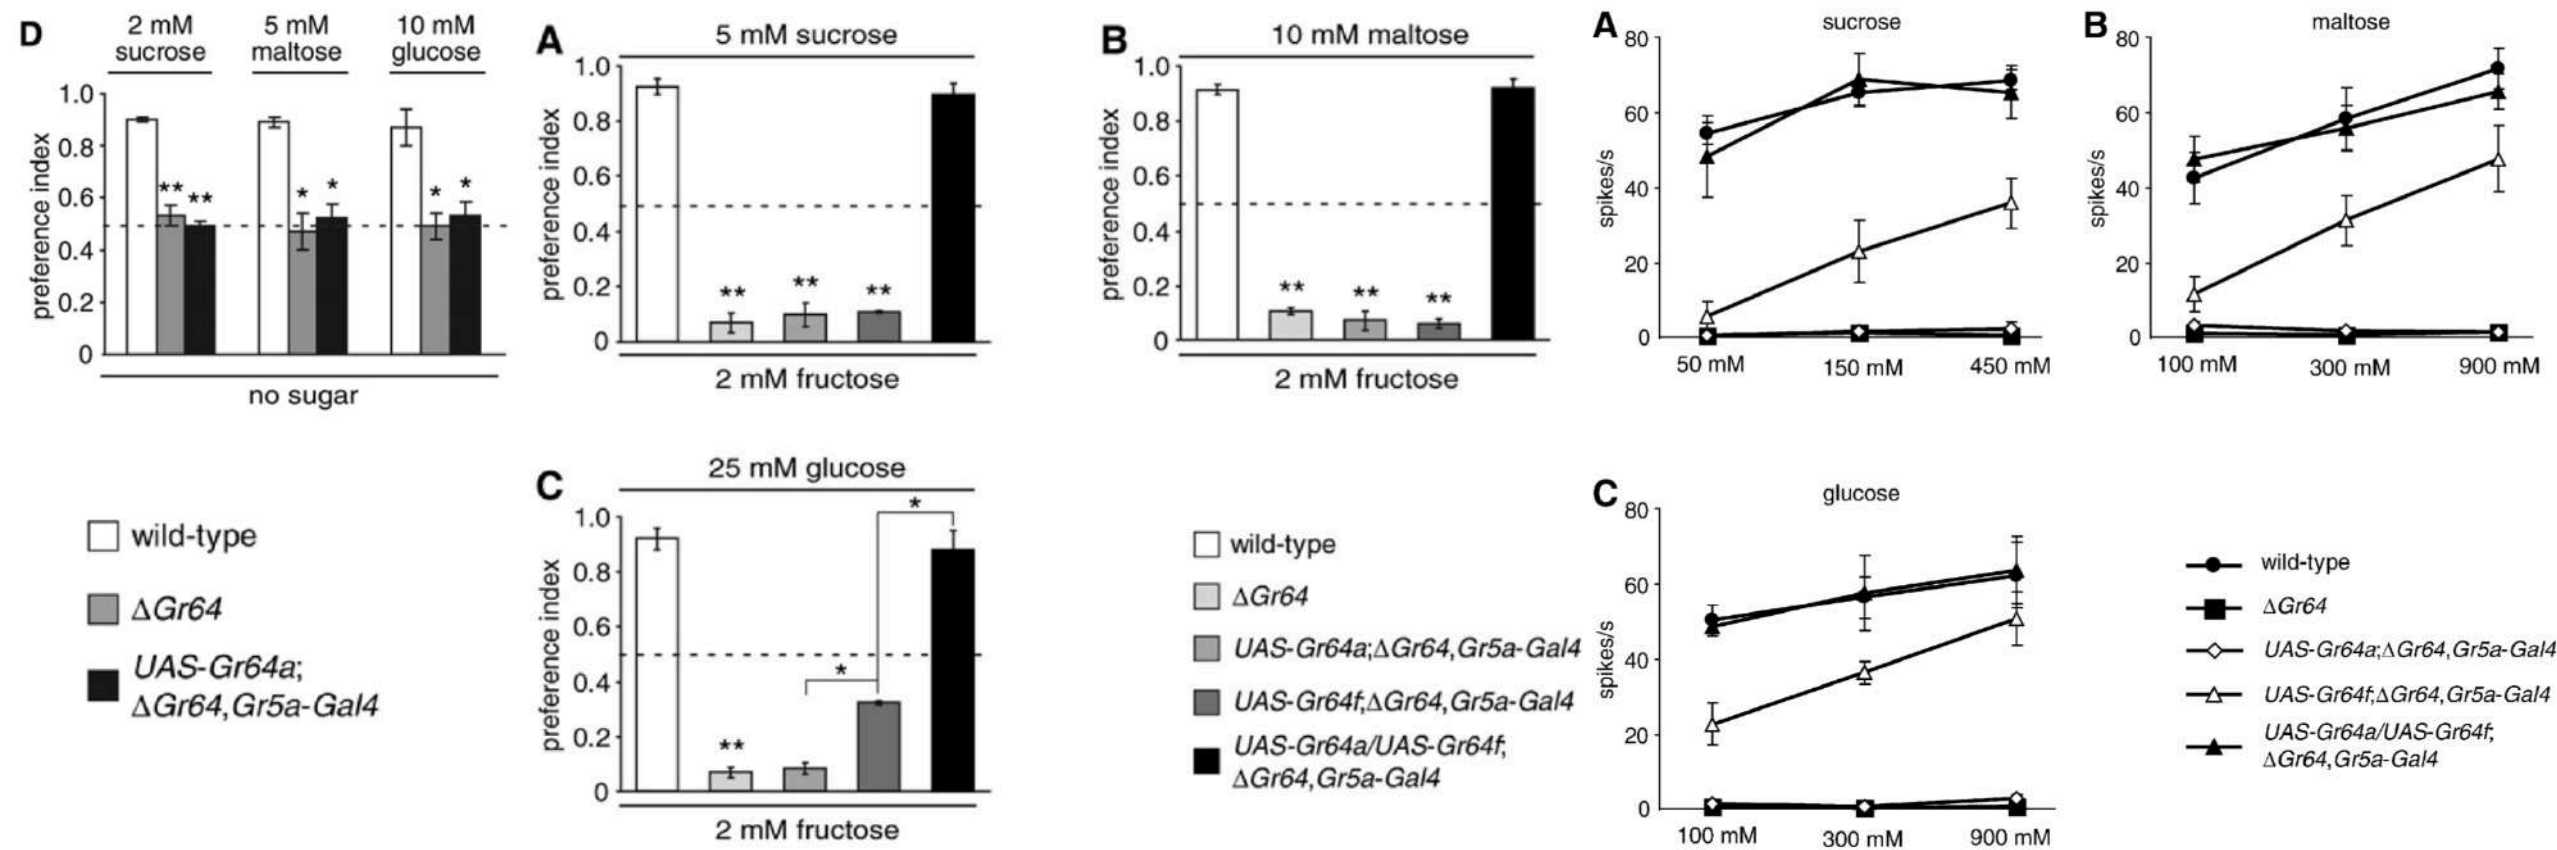 D
2 mM
sucrose
5 mM
maltose
10 mM
glucose
preference index
1.0
0.8
0.6
0.4
0.2
0
**
**
*
*
*
*
no sugar
wild-type
ΔGr64
UAS-Gr64a;
ΔGr64,Gr5a-Gal4
A
5 mM sucrose
preference index
1.0
0.8
0.6
0.4
0.2
0
**
**
**
2 mM fructose
B
10 mM maltose
preference index
1.0
0.8
0.6
0.4
0.2
0
**
**
**
2 mM fructose
C
25 mM glucose
preference index
1.0
0.8
0.6
0.4
0.2
0
**
*
*
2 mM fructose
wild-type
ΔGr64
UAS-Gr64a;ΔGr64,Gr5a-Gal4
UAS-Gr64f;ΔGr64,Gr5a-Gal4
UAS-Gr64a/UAS-Gr64f;
ΔGr64,Gr5a-Gal4
A
sucrose
spikes/s
80
60
40
20
0
50 mM
150 mM
450 mM
B
maltose
spikes/s
80
60
40
20
0
100 mM
300 mM
900 mM
C
glucose
spikes/s
80
60
40
20
0
100 mM
300 mM
900 mM
wild-type
ΔGr64
UAS-Gr64a;ΔGr64,Gr5a-Gal4
UAS-Gr64f;ΔGr64,Gr5a-Gal4
UAS-Gr64a/UAS-Gr64f;
ΔGr64,Gr5a-Gal4